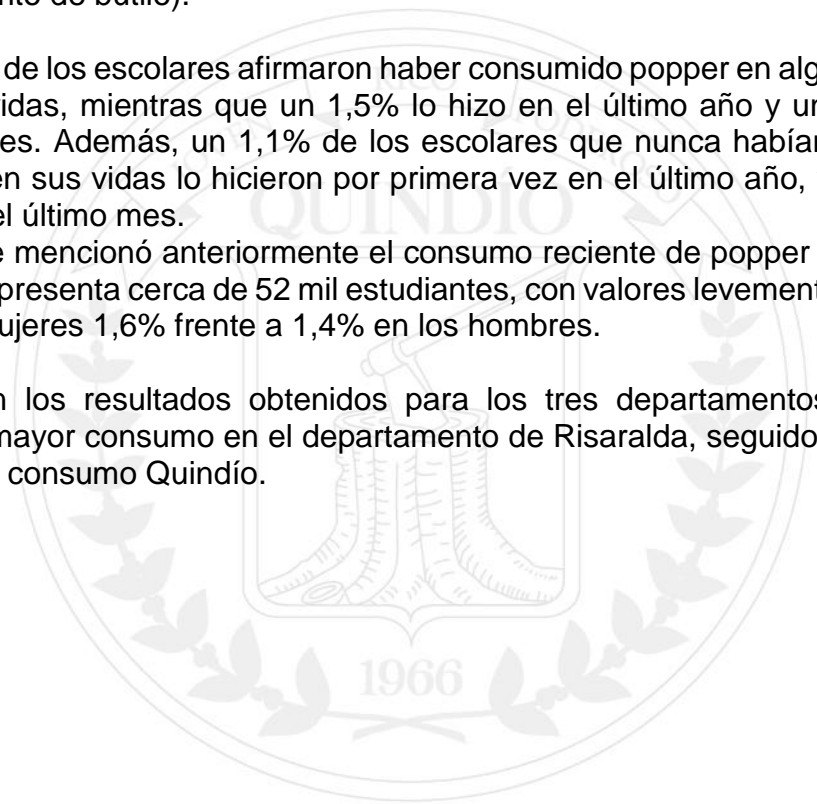 de butilo).
de los escolares afirmaron haber consumido popper en alg
idas, mientras que un 1,5% lo hizo en el último año y un
es. Además, un 1,1% de los escolares que nunca había
en sus vidas lo hicieron por primera vez en el último año,
el último mes.
e mencionó anteriormente el consumo reciente de popper
presenta cerca de 52 mil estudiantes, con valores levement
ujeres 1,6% frente a 1,4% en los hombres.
n los resultados obtenidos para los tres departamentos
mayor consumo en el departamento de Risaralda, seguido
consumo Quindío.
QUINDÍO
1966